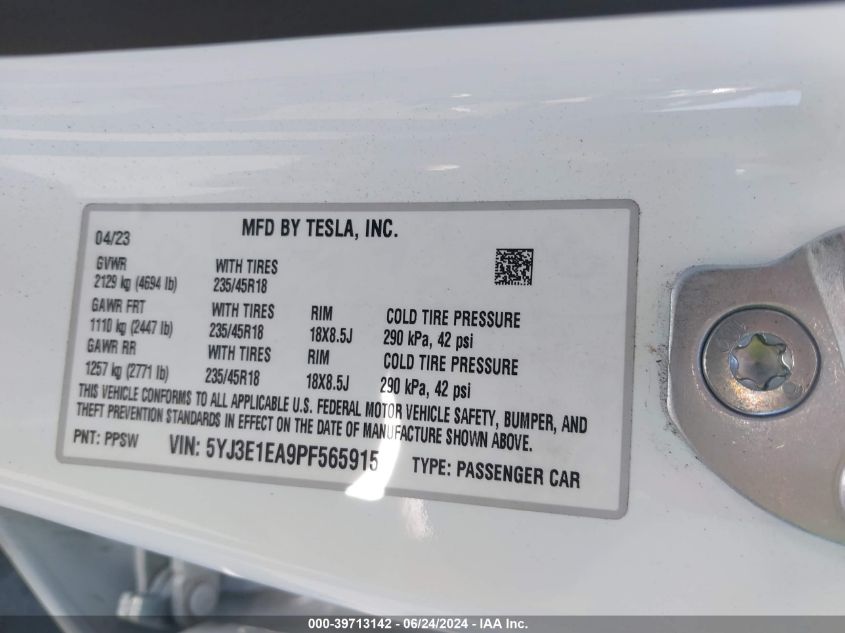 MFD BY TESLA, INC.
04/23
GVWR WITH TIRES
2129 kg (4694 lb) 235/45R18
GAWR FRT WITH TIRES RIM COLD TIRE PRESSURE
1110 kg (2447 lb) 235/45R18 18X8.5J 290 kPa, 42 psi
GAWR RR WITH TIRES RIM COLD TIRE PRESSURE
1257 kg (2771 lb) 235/45R18 18X8.5J 290 kPa, 42 psi
THIS VEHICLE CONFORMS TO ALL APPLICABLE U.S. FEDERAL MOTOR VEHICLE SAFETY, BUMPER, AND
THEFT PREVENTION STANDARDS IN EFFECT ON THE DATE OF MANUFACTURE SHOWN ABOVE.
PNT: PPSW VIN: 5YJ3E1EA9PF565915 TYPE: PASSENGER CAR
000-39713142 - 06/24/2024 - IAA Inc.